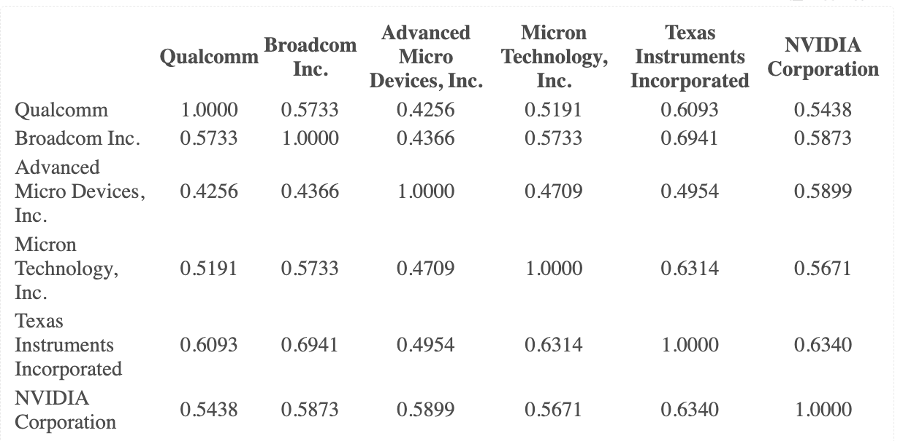 Qualcomm Broadcom Inc. Advanced Micro Devices, Inc. Micron Technology, Inc. Texas Instruments Incorporated NVIDIA Corporation
Qualcomm 1.0000 0.5733 0.4256 0.5191 0.6093 0.5438
Broadcom Inc. 0.5733 1.0000 0.4366 0.5733 0.6941 0.5873
Advanced
Micro Devices, 0.4256 0.4366 1.0000 0.4709 0.4954 0.5899
Inc.
Micron
Technology, 0.5191 0.5733 0.4709 1.0000 0.6314 0.5671
Inc.
Texas
Instruments 0.6093 0.6941 0.4954 0.6314 1.0000 0.6340
Incorporated
NVIDIA
Corporation 0.5438 0.5873 0.5899 0.5671 0.6340 1.0000